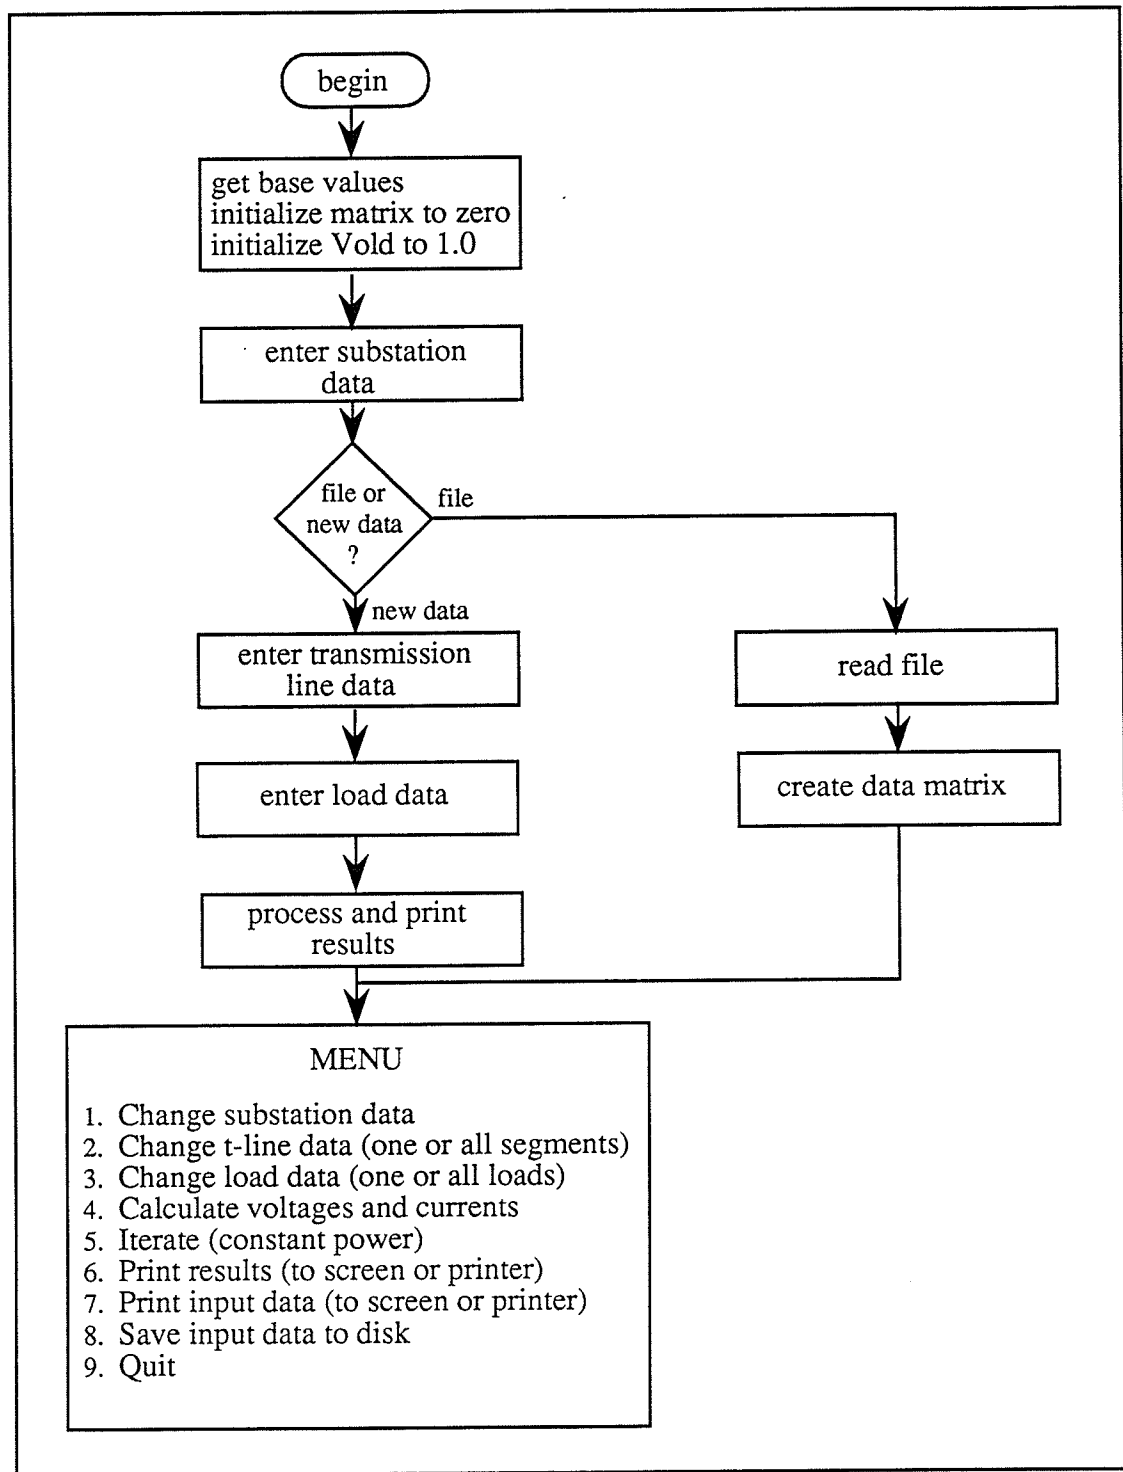 begin
get base values
initialize matrix to zero
initialize Vold to 1.0
enter substation
data
file or
new data
?
file
new data
enter transmission
line data
read file
enter load data
create data matrix
process and print
results
MENU
1. Change substation data
2. Change t-line data (one or all segments)
3. Change load data (one or all loads)
4. Calculate voltages and currents
5. Iterate (constant power)
6. Print results (to screen or printer)
7. Print input data (to screen or printer)
8. Save input data to disk
9. Quit